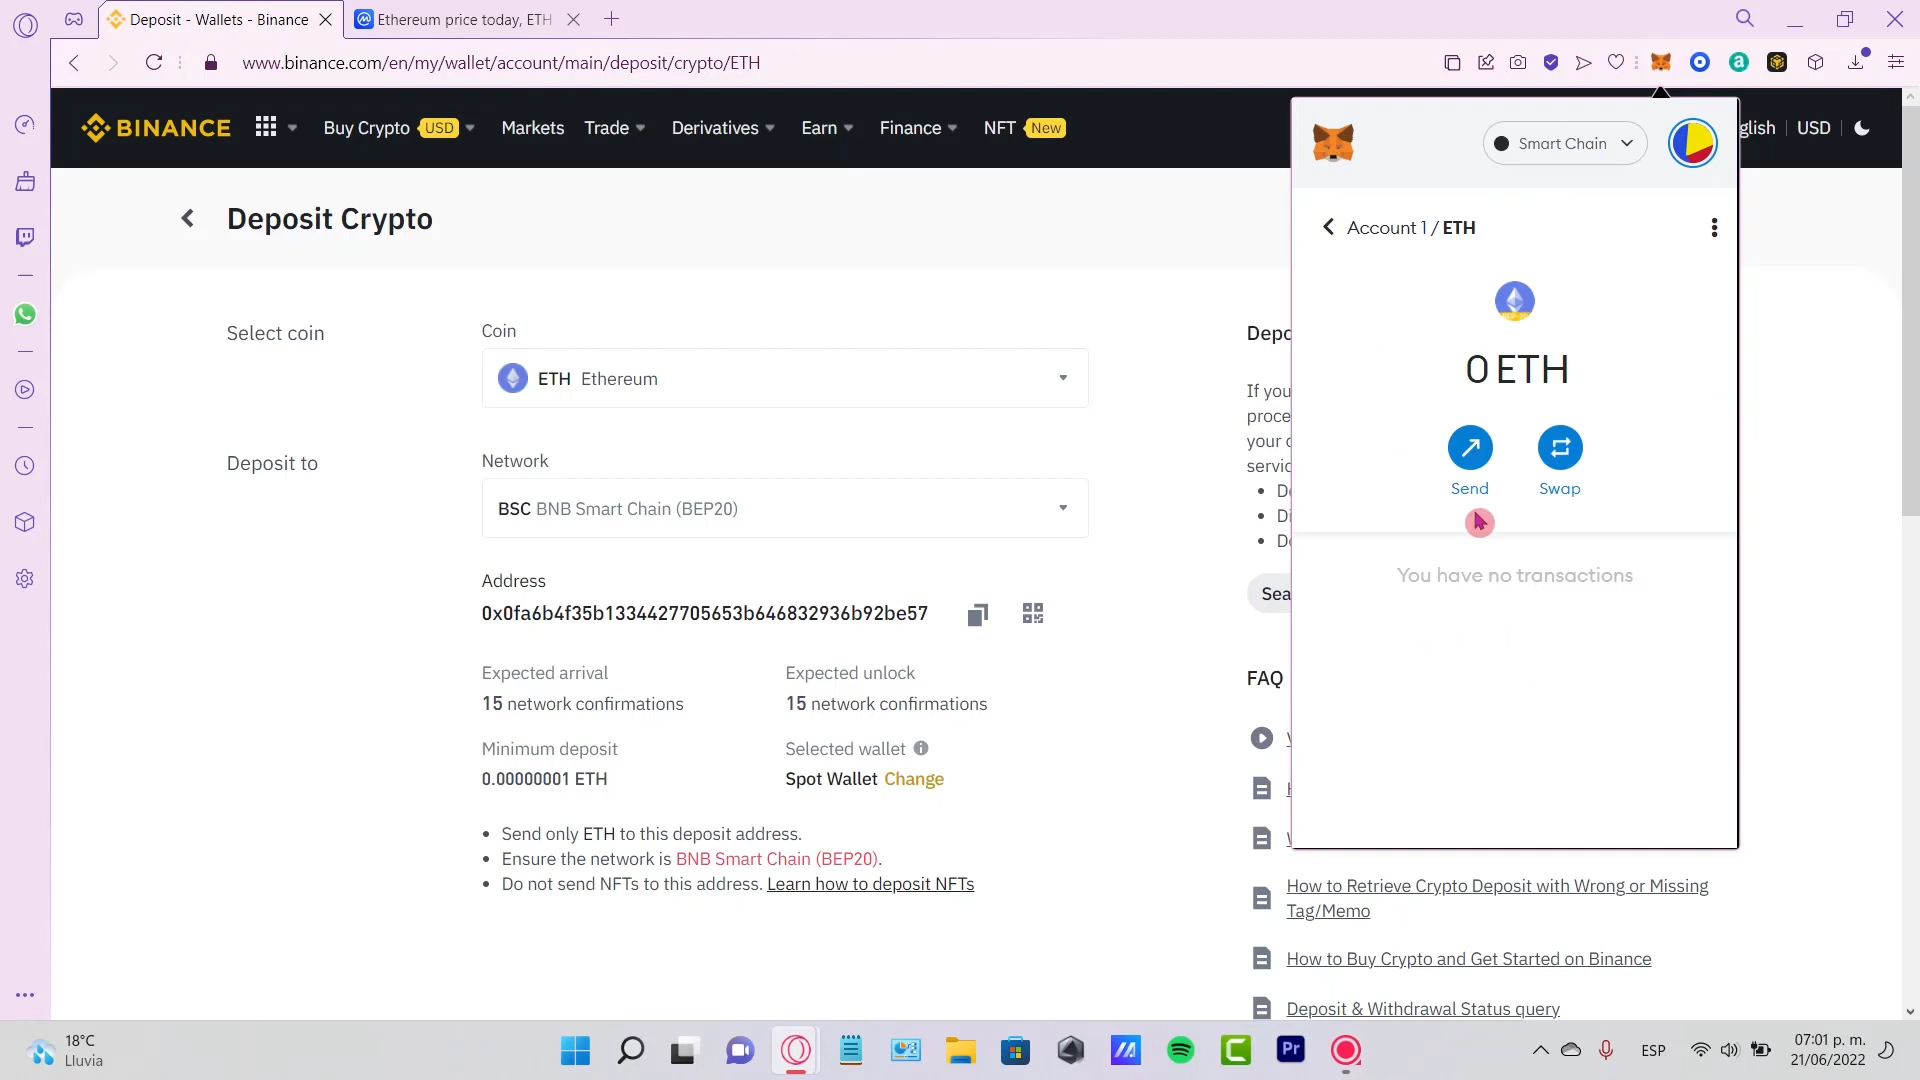 Deposit - Wallets - Binance
Ethereum price today, ETH
www.binance.com/en/my/wallet/account/main/deposit/crypto/ETH
BINANCE
Buy Crypto USD
Markets
Trade
Derivatives
Earn
Finance
NFT New
glish
USD
Smart Chain
Deposit Crypto
Account 1 / ETH
0 ETH
Send
Swap
You have no transactions
Select coin
Coin
ETH Ethereum
Deposit to
Network
BSC BNB Smart Chain (BEP20)
Address
0x0fa6b4f35b1334427705653b646832936b92be57
Expected arrival
15 network confirmations
Expected unlock
15 network confirmations
Minimum deposit
0.00000001 ETH
Selected wallet
Spot Wallet Change
Send only ETH to this deposit address.
Ensure the network is BNB Smart Chain (BEP20).
Do not send NFTs to this address. Learn how to deposit NFTs
Depo
If you
proce
your
servic
FAQ
How to Retrieve Crypto Deposit with Wrong or Missing
Tag/Memo
How to Buy Crypto and Get Started on Binance
Deposit & Withdrawal Status query
18°C
Lluvia
Pr
ESP
07:01 p. m.
21/06/2022